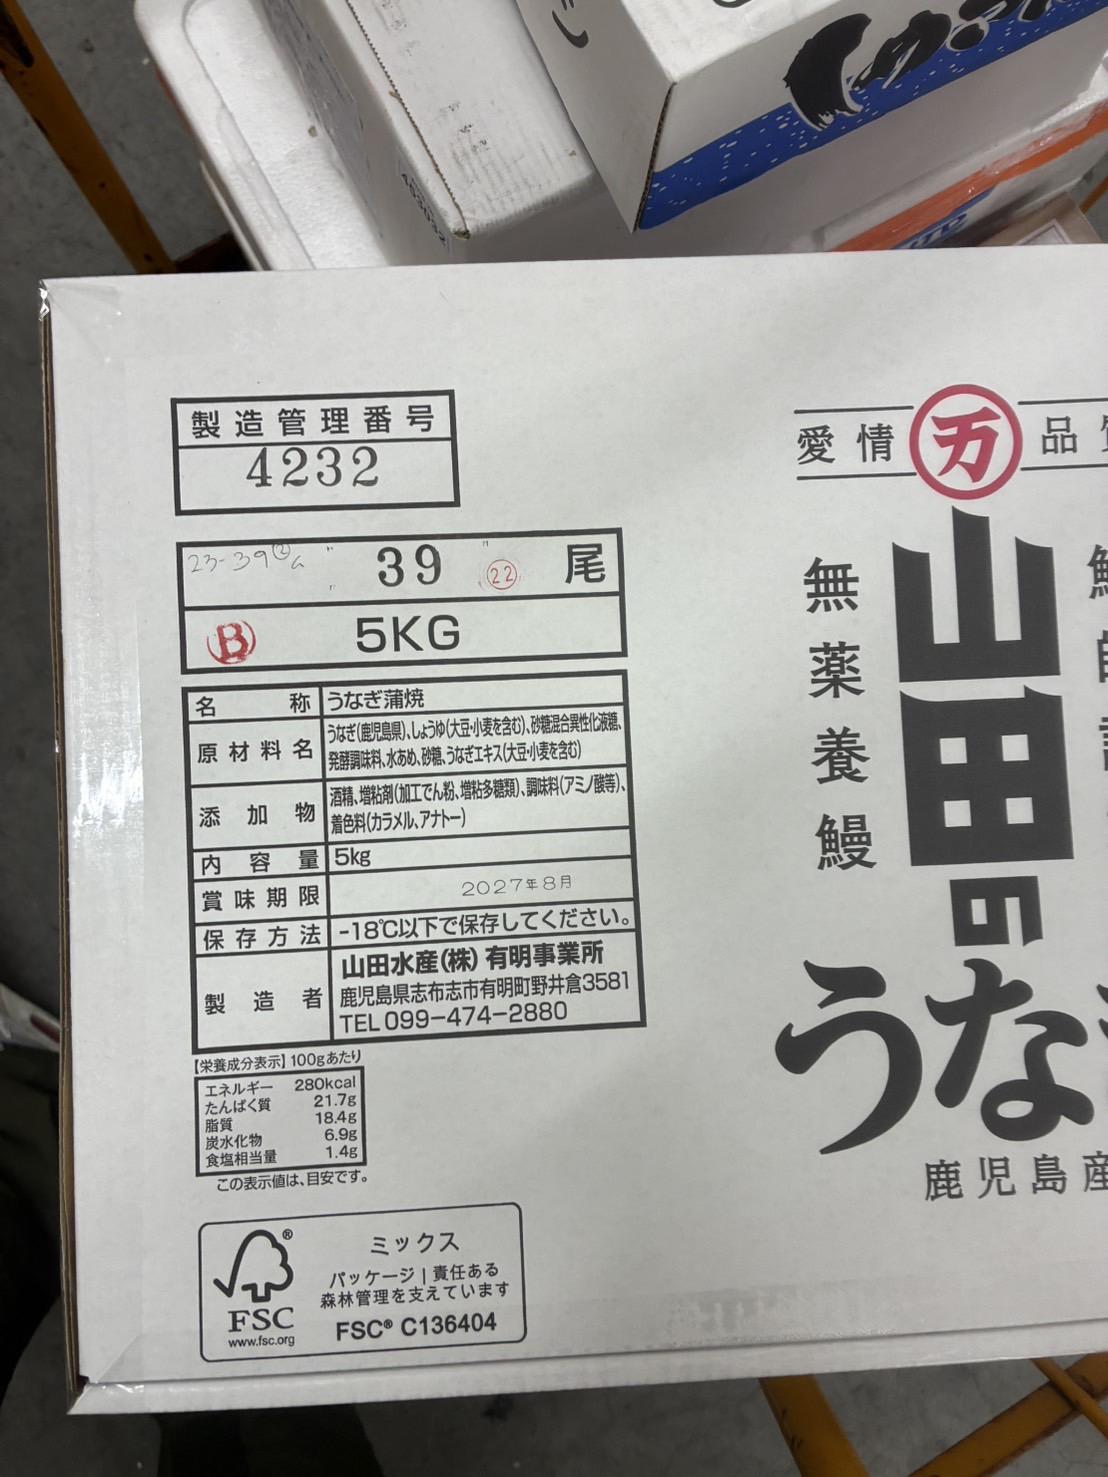 製造管理番号
4232
23-39
39 22 尾
B 5KG
名称 うなぎ蒲焼
原材料名 うなぎ(鹿児島県)、しょうゆ(大豆・小麦を含む)、砂糖混合異性化液糖、
発酵調味料、水あめ、砂糖、うなぎエキス(大豆・小麦を含む)
添加物 酒精、増粘剤(加工でん粉、増粘多糖類)、調味料(アミノ酸等)、
着色料(カラメル、アナトー)
内容量 5kg
賞味期限 2027年8月
保存方法 -18℃以下で保存してください。
製造者 山田水産(株) 有明事業所
鹿児島県志布志市有明町野井倉3581
TEL 099-474-2880
【栄養成分表示】100gあたり
エネルギー 280kcal
たんぱく質 21.7g
脂質 18.4g
炭水化物 6.9g
食塩相当量 1.4g
この表示値は、目安です。
FSC®
www.fsc.org
ミックス
パッケージ | 責任ある
森林管理を支えています
FSC® C136404
愛情 品
山田の
うな
無薬養鰻
鹿児島産